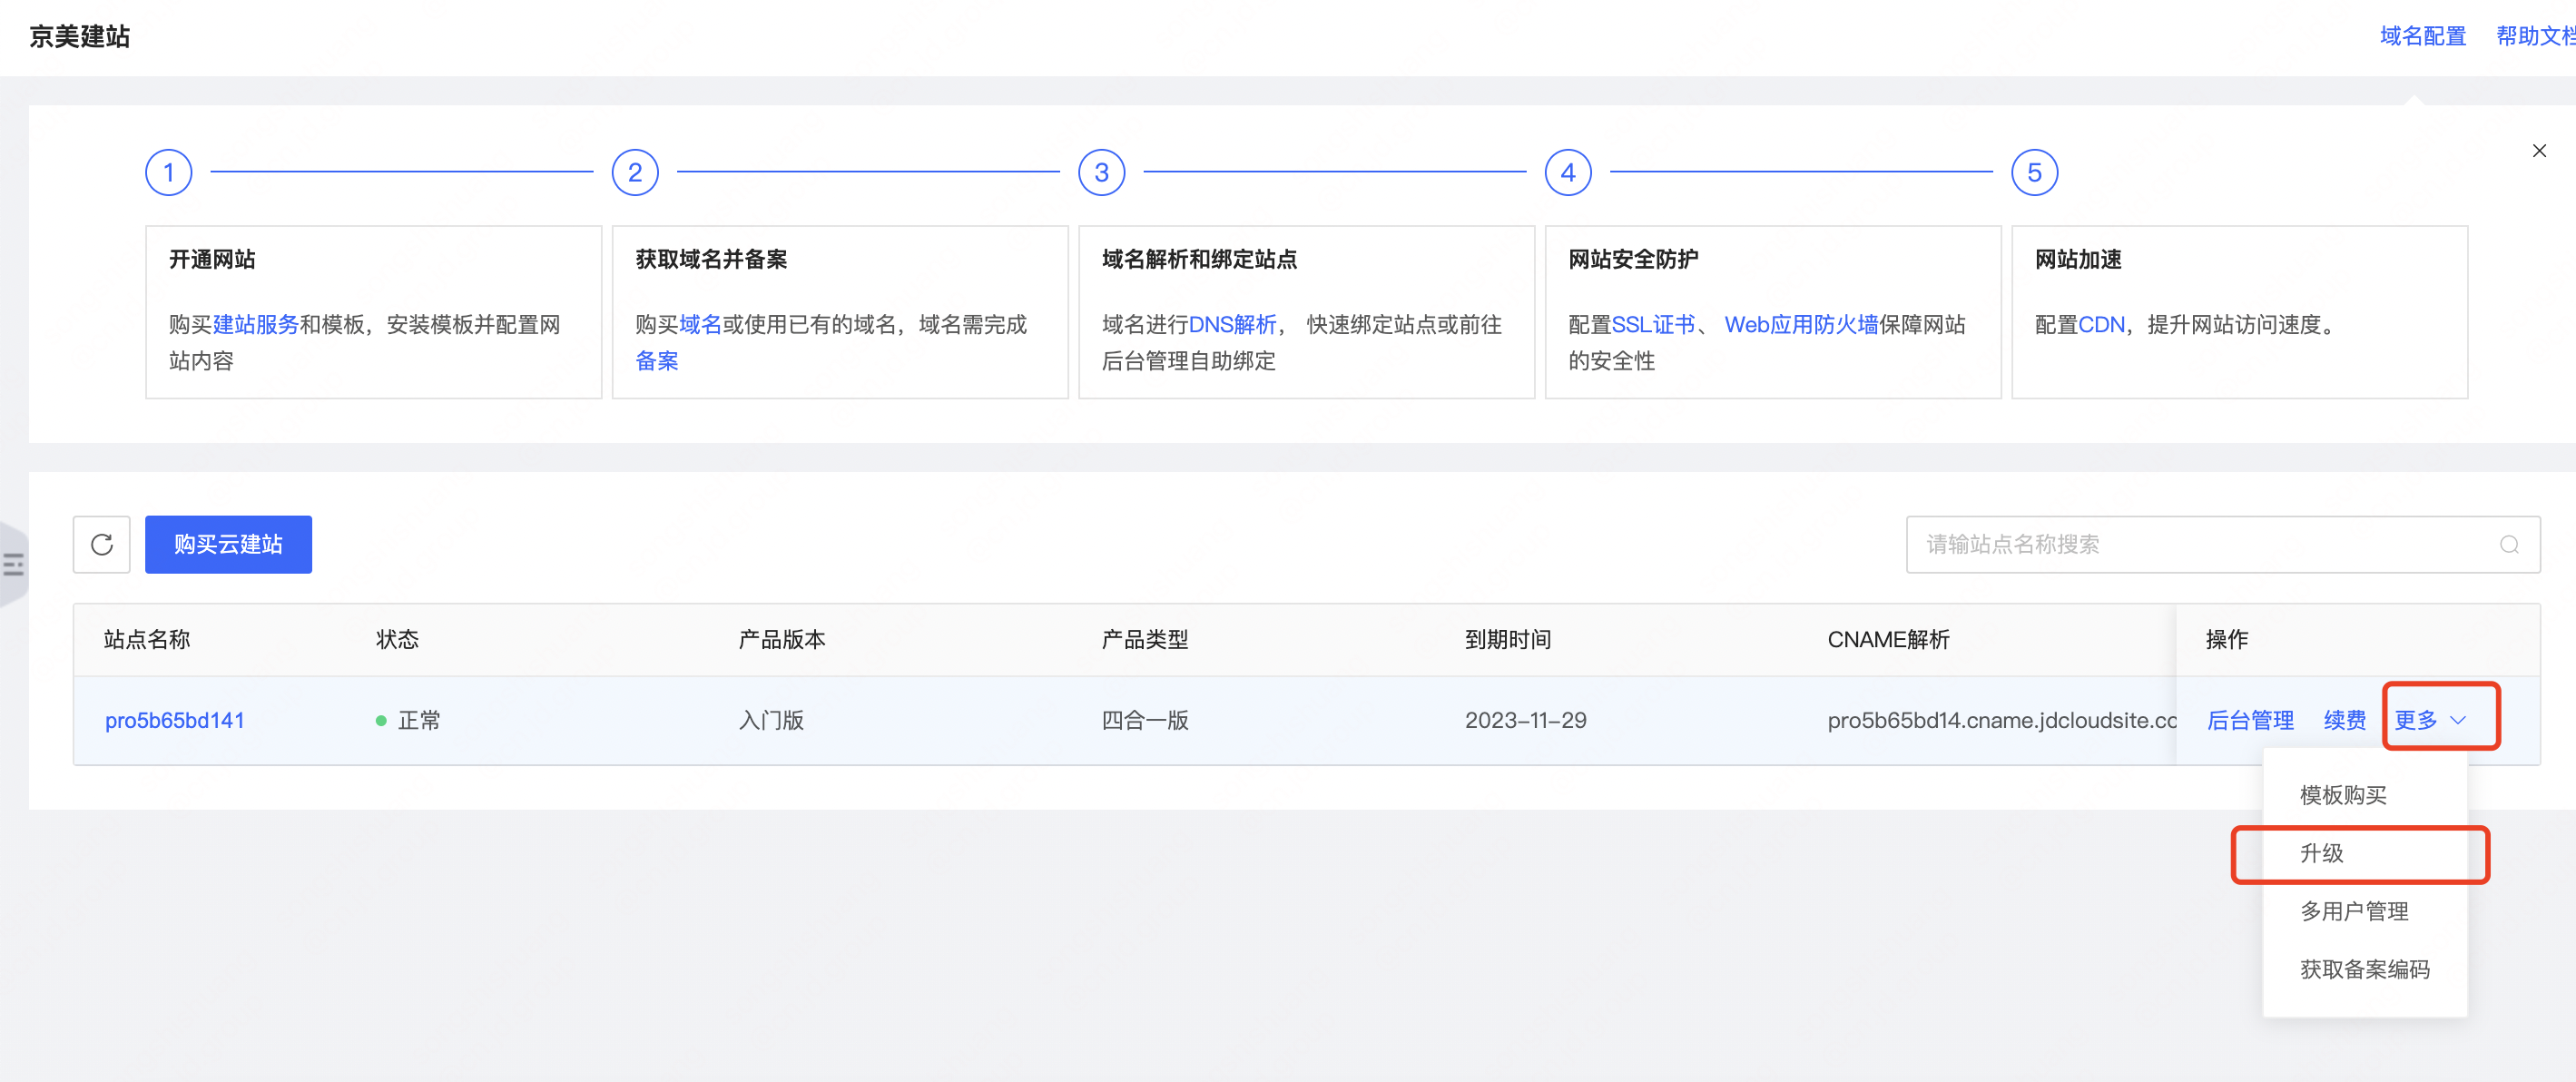 京美建站
域名配置 帮助文档
1 2 3 4 5
开通网站
购买建站服务和模板，安装模板并配置网
站内容
获取域名并备案
购买域名或使用已有的域名，域名需完成
备案
域名解析和绑定站点
域名进行DNS解析， 快速绑定站点或前往
后台管理自助绑定
网站安全防护
配置SSL证书、 Web应用防火墙保障网站
的安全性
网站加速
配置CDN，提升网站访问速度。
购买云建站
请输站点名称搜索
站点名称 状态 产品版本 产品类型 到期时间 CNAME解析 操作
pro5b65bd141 正常 入门版 四合一版 2023-11-29 pro5b65bd14.cname.jdcloudsite.cc 后台管理 续费 更多
模板购买
升级
多用户管理
获取备案编码